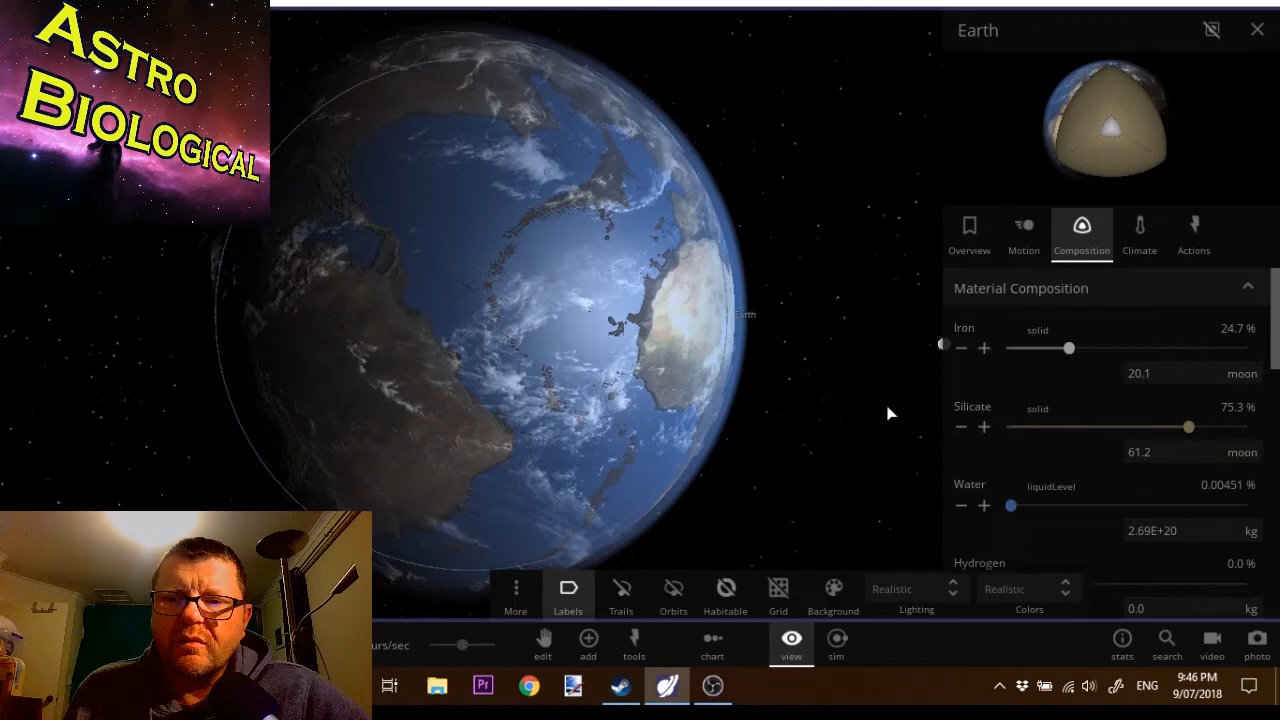 ASTRO
BIOLOGICAL
Earth
Earth
Overview
Motion
Composition
Climate
Actions
Material Composition
Iron solid 24.7 %
20.1 moon
Silicate solid 75.3 %
61.2 moon
Water liquidLevel 0.00451 %
2.69E+20 kg
Hydrogen 0.0 %
0.0 kg
More
Labels
Trails
Orbits
Habitable
Grid
Background
Realistic
Lighting
Realistic
Colors
urs/sec
edit
add
tools
chart
view
sim
stats
search
video
photo
Pr
ENG
9:46 PM
9/07/2018